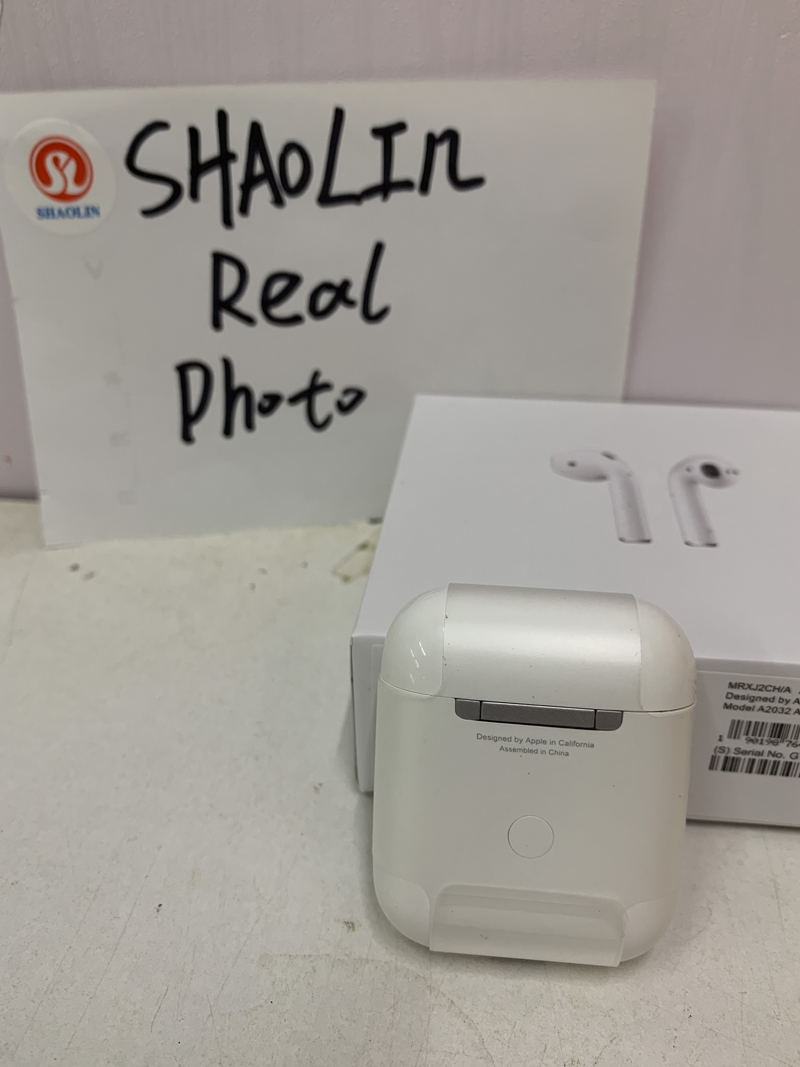 SHAOLIN
SHAOLIN
Real
Photo
MRXJ2CH/A
Designed by
Model A2032
(S) Serial No.
Designed by Apple in California
Assembled in China